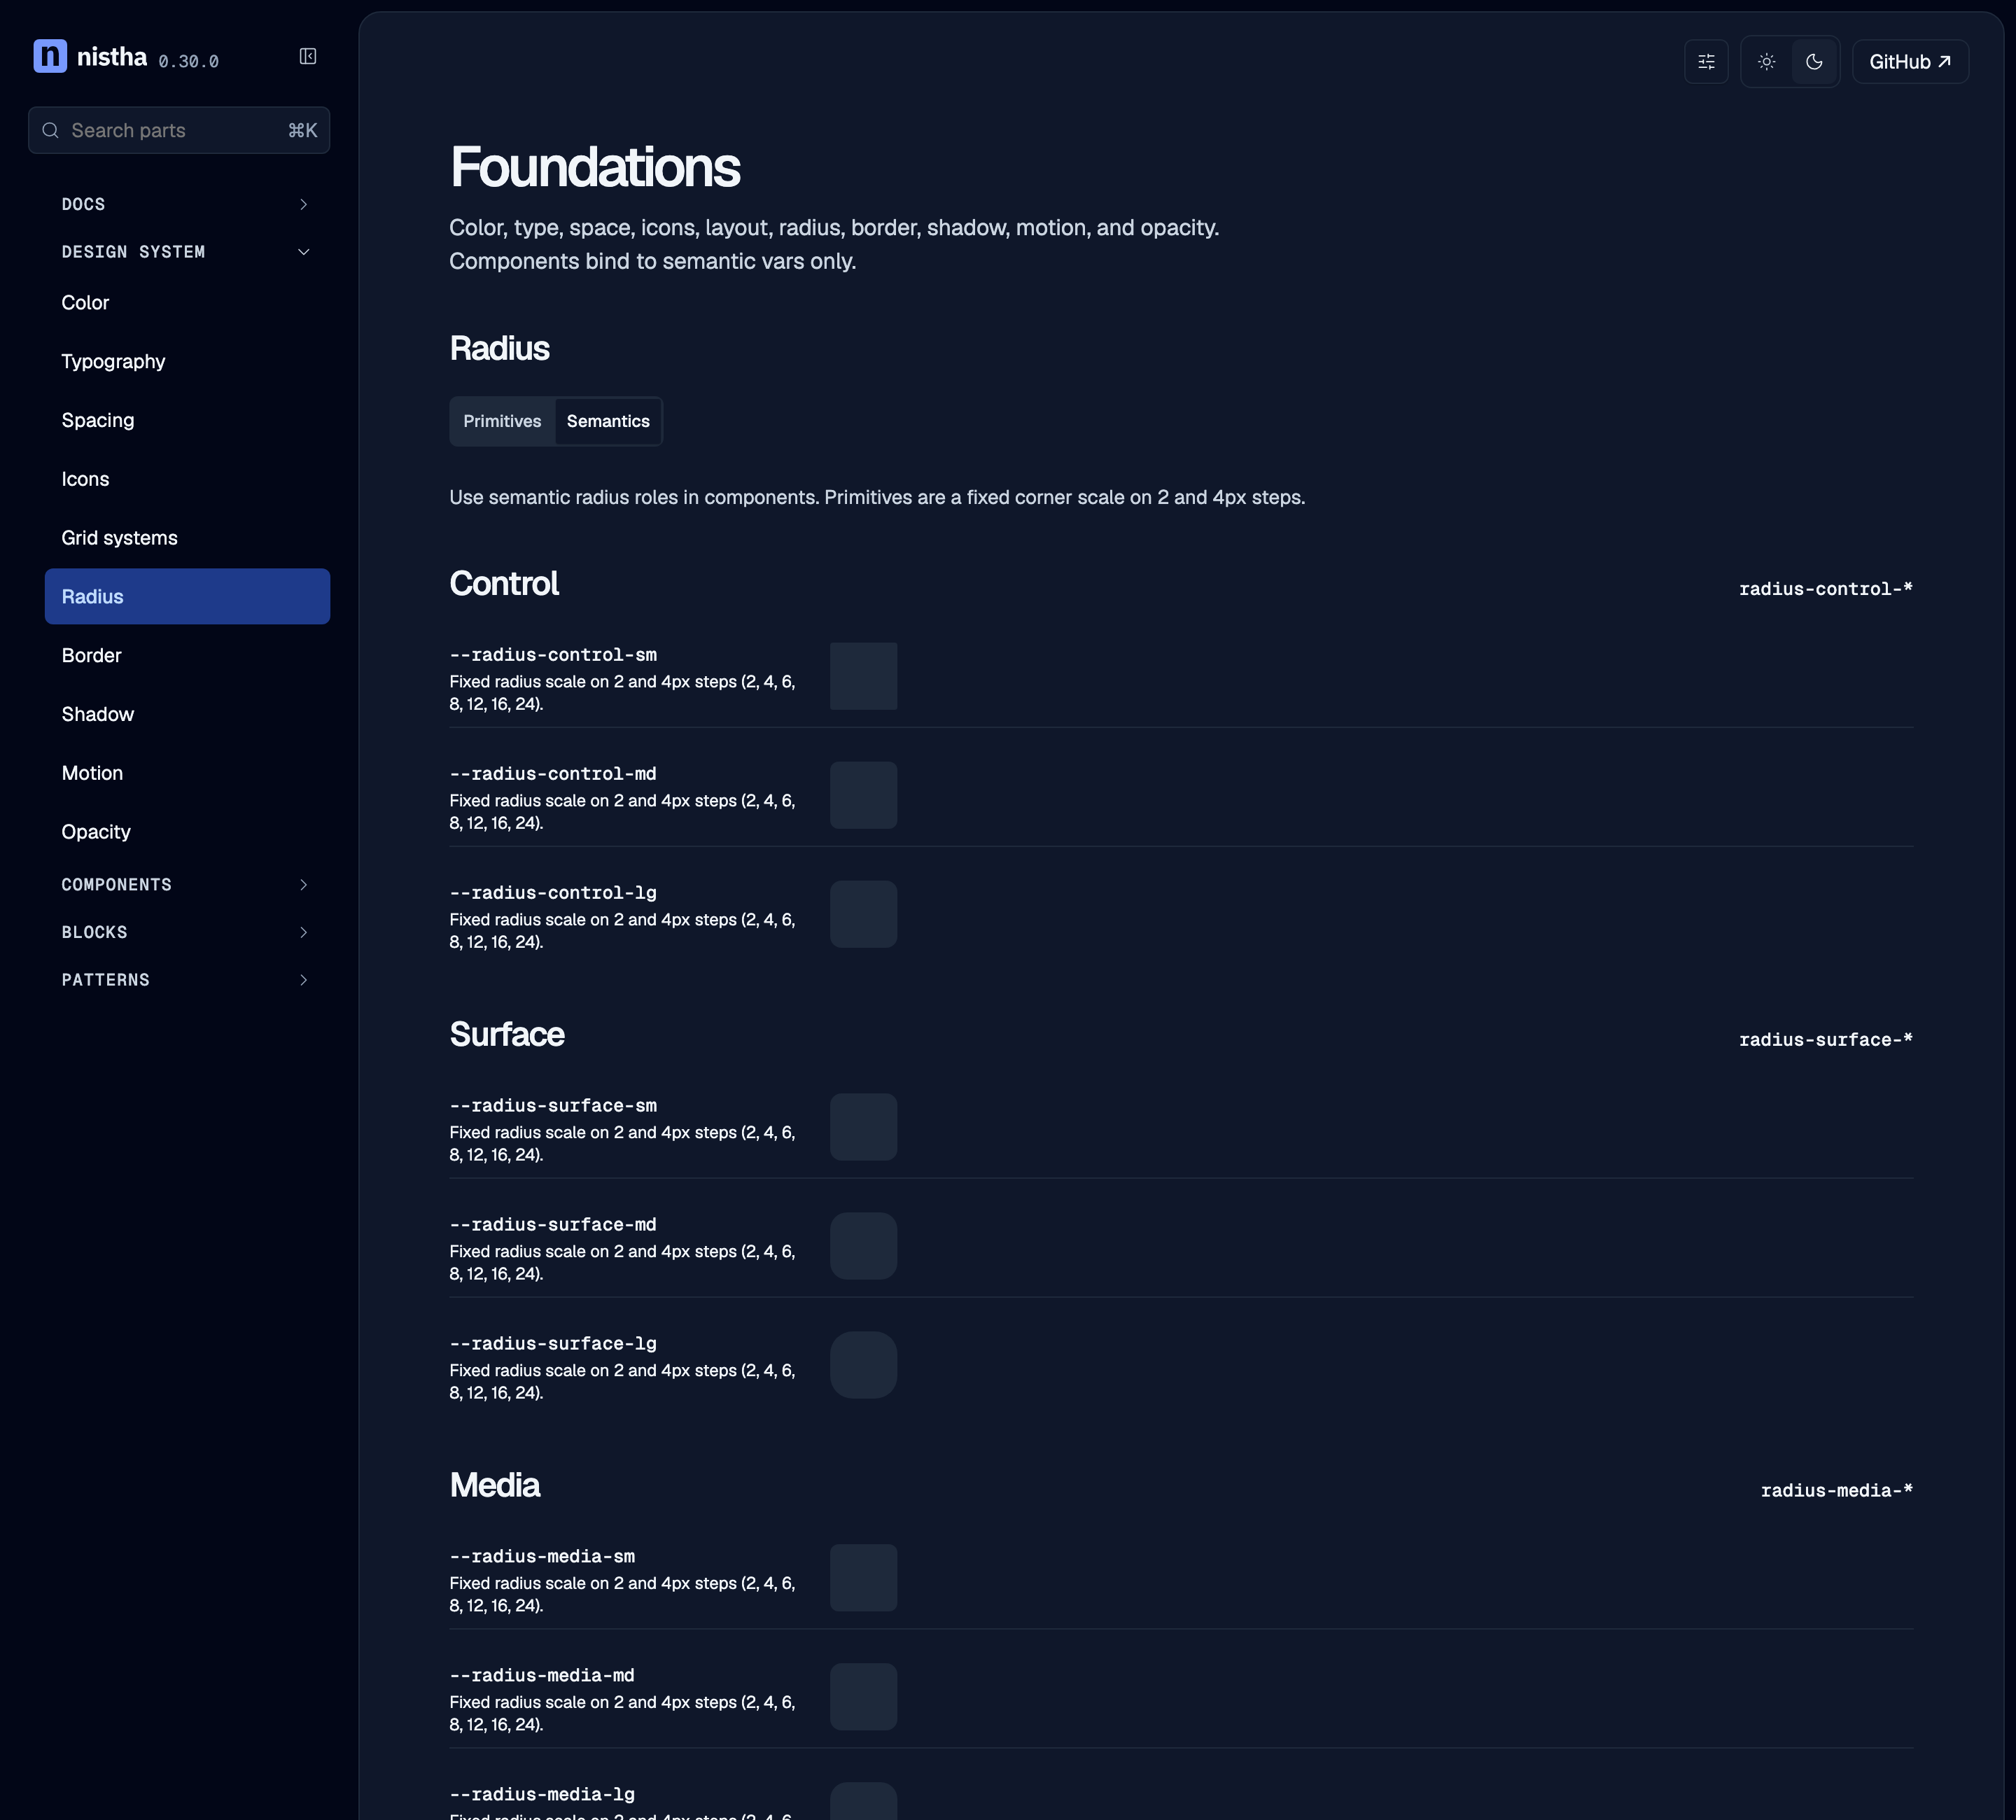 n nistha 0.30.0
Search parts ⌘K
DOCS
DESIGN SYSTEM
Color
Typography
Spacing
Icons
Grid systems
Radius
Border
Shadow
Motion
Opacity
COMPONENTS
BLOCKS
PATTERNS
GitHub ↗
Foundations
Color, type, space, icons, layout, radius, border, shadow, motion, and opacity.
Components bind to semantic vars only.
Radius
Primitives Semantics
Use semantic radius roles in components. Primitives are a fixed corner scale on 2 and 4px steps.
Control radius-control-*
--radius-control-sm
Fixed radius scale on 2 and 4px steps (2, 4, 6,
8, 12, 16, 24).
--radius-control-md
Fixed radius scale on 2 and 4px steps (2, 4, 6,
8, 12, 16, 24).
--radius-control-lg
Fixed radius scale on 2 and 4px steps (2, 4, 6,
8, 12, 16, 24).
Surface radius-surface-*
--radius-surface-sm
Fixed radius scale on 2 and 4px steps (2, 4, 6,
8, 12, 16, 24).
--radius-surface-md
Fixed radius scale on 2 and 4px steps (2, 4, 6,
8, 12, 16, 24).
--radius-surface-lg
Fixed radius scale on 2 and 4px steps (2, 4, 6,
8, 12, 16, 24).
Media radius-media-*
--radius-media-sm
Fixed radius scale on 2 and 4px steps (2, 4, 6,
8, 12, 16, 24).
--radius-media-md
Fixed radius scale on 2 and 4px steps (2, 4, 6,
8, 12, 16, 24).
--radius-media-lg